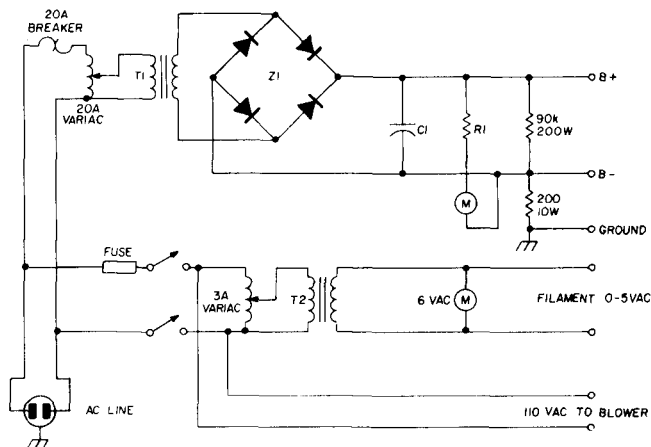 20A
BREAKER
T1
20A
VARIAC
Z1
C1
R1
M
90k
200W
B+
B-
200
10W
GROUND
FUSE
3A
VARIAC
T2
6 VAC
M
FILAMENT 0-5VAC
AC LINE
110 VAC TO BLOWER